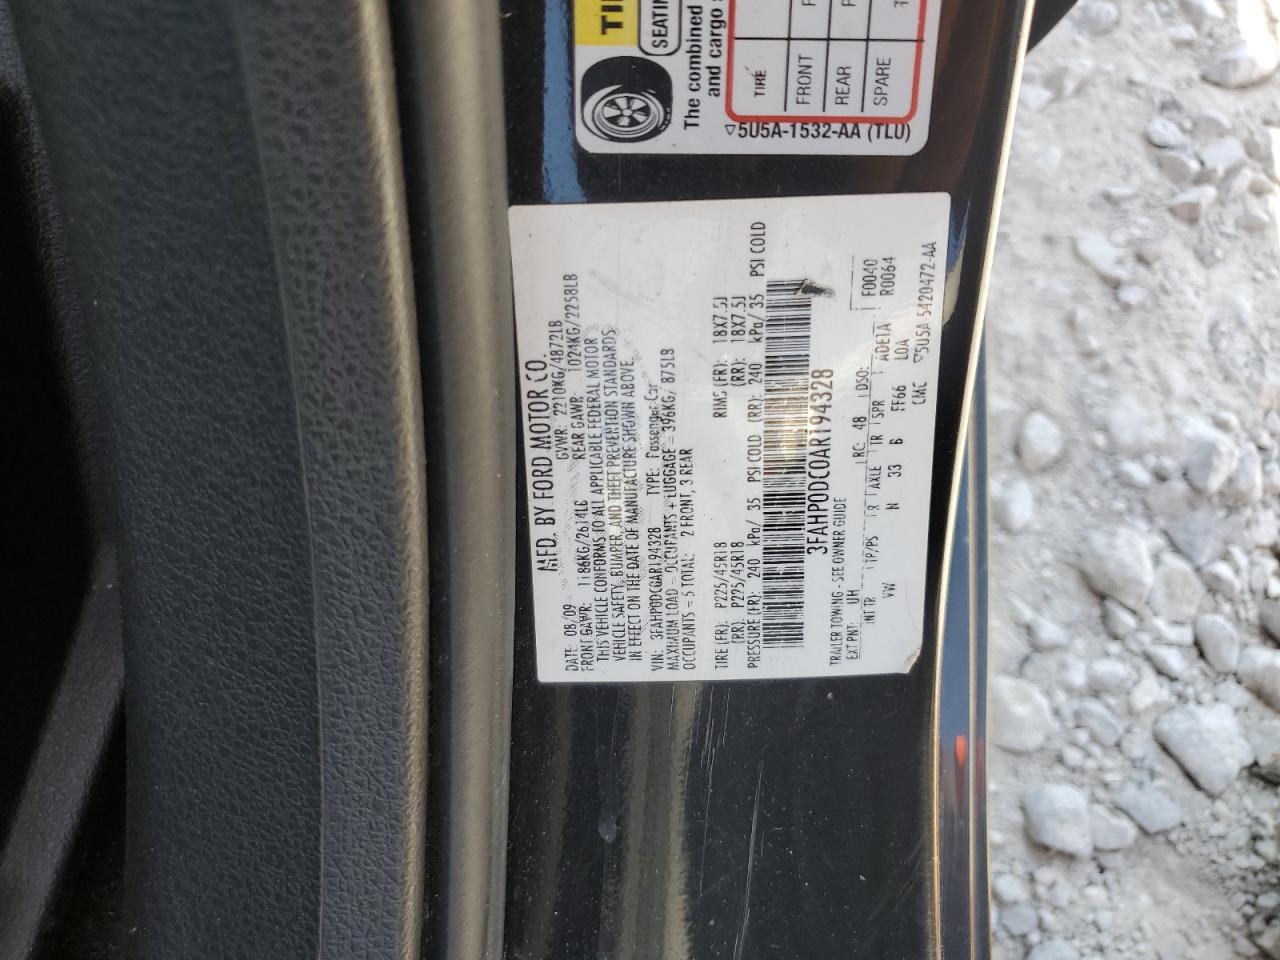 TIRE
FRONT
REAR
SPARE
SEATIN
The combined
and cargo
▽5U5A-1532-AA (TLU)
MFD. BY FORD MOTOR CO.
DATE: 08/09 GVWR: 2210KG/4872LB
FRONT GAWR: 1186KG/2614LB REAR GAWR: 1024KG/2258LB
THIS VEHICLE CONFORMS TO ALL APPLICABLE FEDERAL MOTOR
VEHICLE SAFETY, BUMPER, AND THEFT PREVENTION STANDARDS
IN EFFECT ON THE DATE OF MANUFACTURE SHOWN ABOVE.
VIN: 3FAHP0DC0AR194328 TYPE: Passenger Car
MAXIMUM LOAD = OCCUPANTS + LUGGAGE = 396KG/ 875LB
OCCUPANTS = 5 TOTAL: 2 FRONT, 3 REAR
TIRE (FR): P225/45R18 RIMS (FR): 18X7.5J
(RR): P225/45R18 (RR): 18X7.5J
PRESSURE (FR): 240 kPa/ 35 PSI COLD (RR): 240 kPa/ 35 PSI COLD
3FAHP0DC0AR194328
TRAILER TOWING - SEE OWNER GUIDE
EXT PNT: UH RC: 48 DSO: F0040
R0064
INT TR TP/PS R AXLE TR SPR ADE1A
VW N 33 6 FF66 LOA
CMC ▽5U5A-5420472-AA